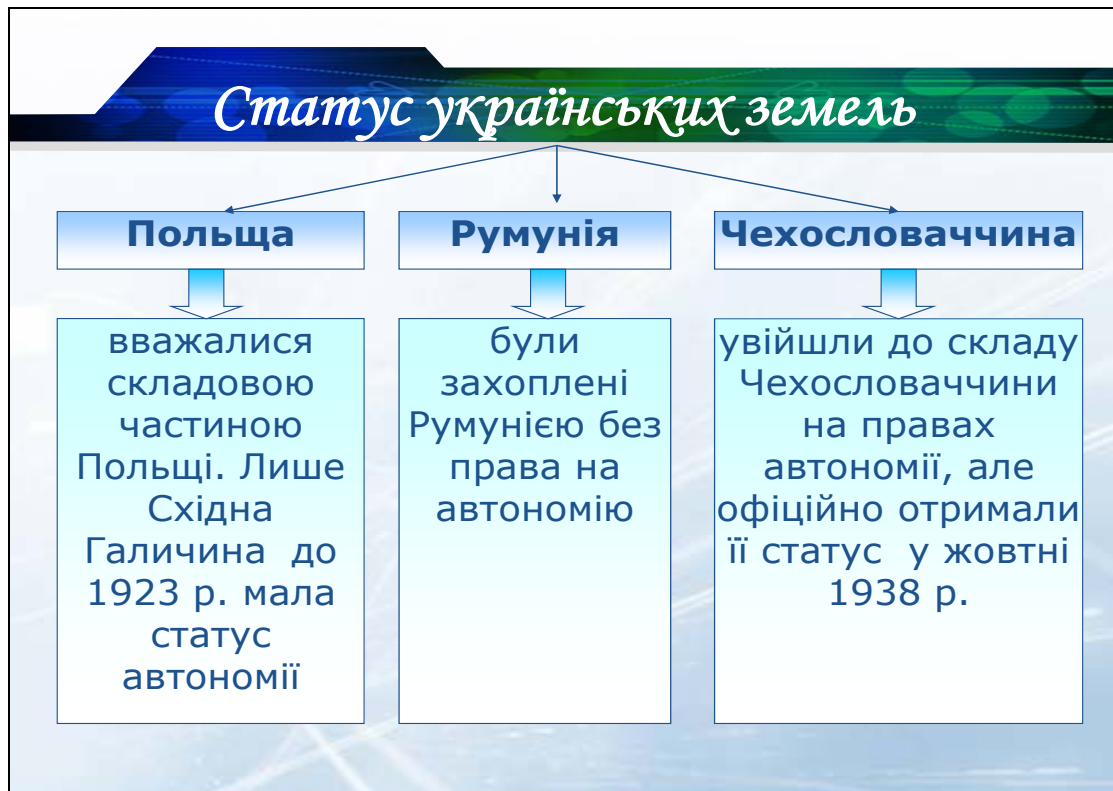 Статус українських земель
Польща
вважалися
складовою
частиною
Польщі. Лише
Східна
Галичина до
1923 р. мала
статус
автономії
Румунія
були
захоплені
Румунією без
права на
автономію
Чехословаччина
увійшли до складу
Чехословаччини
на правах
автономії, але
офіційно отримали
її статус у жовтні
1938 р.